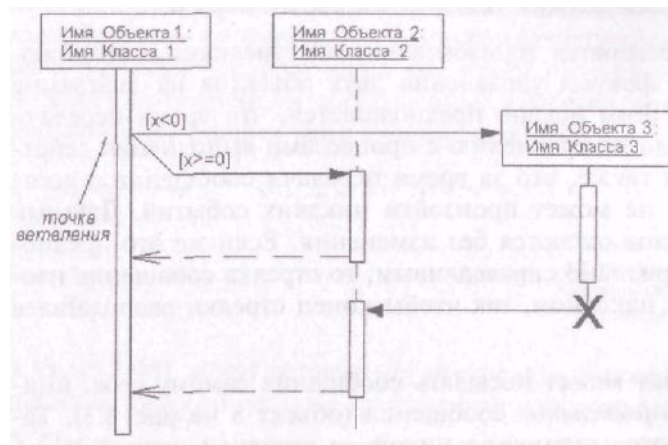 Имя Объекта 1:
Имя Класса 1
Имя Объекта 2:
Имя Класса 2
[x<0]
Имя Объекта 3:
Имя Класса 3
[x>=0]
точка
ветвления